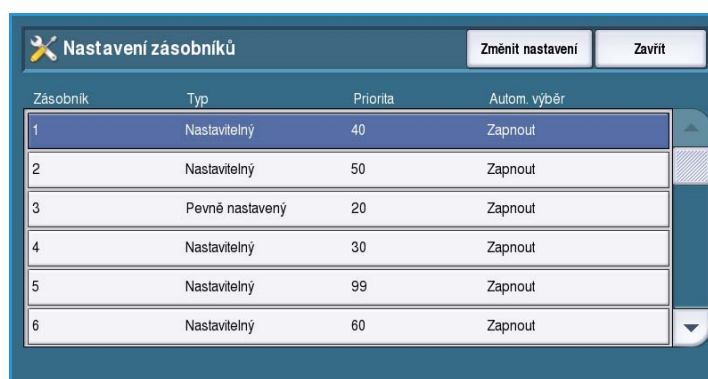 Nastavení zásobníků Změnit nastavení Zavřít
Zásobník Typ Priorita Autom. výběr
1 Nastavitelný 40 Zapnout
2 Nastavitelný 50 Zapnout
3 Pevně nastavený 20 Zapnout
4 Nastavitelný 30 Zapnout
5 Nastavitelný 99 Zapnout
6 Nastavitelný 60 Zapnout